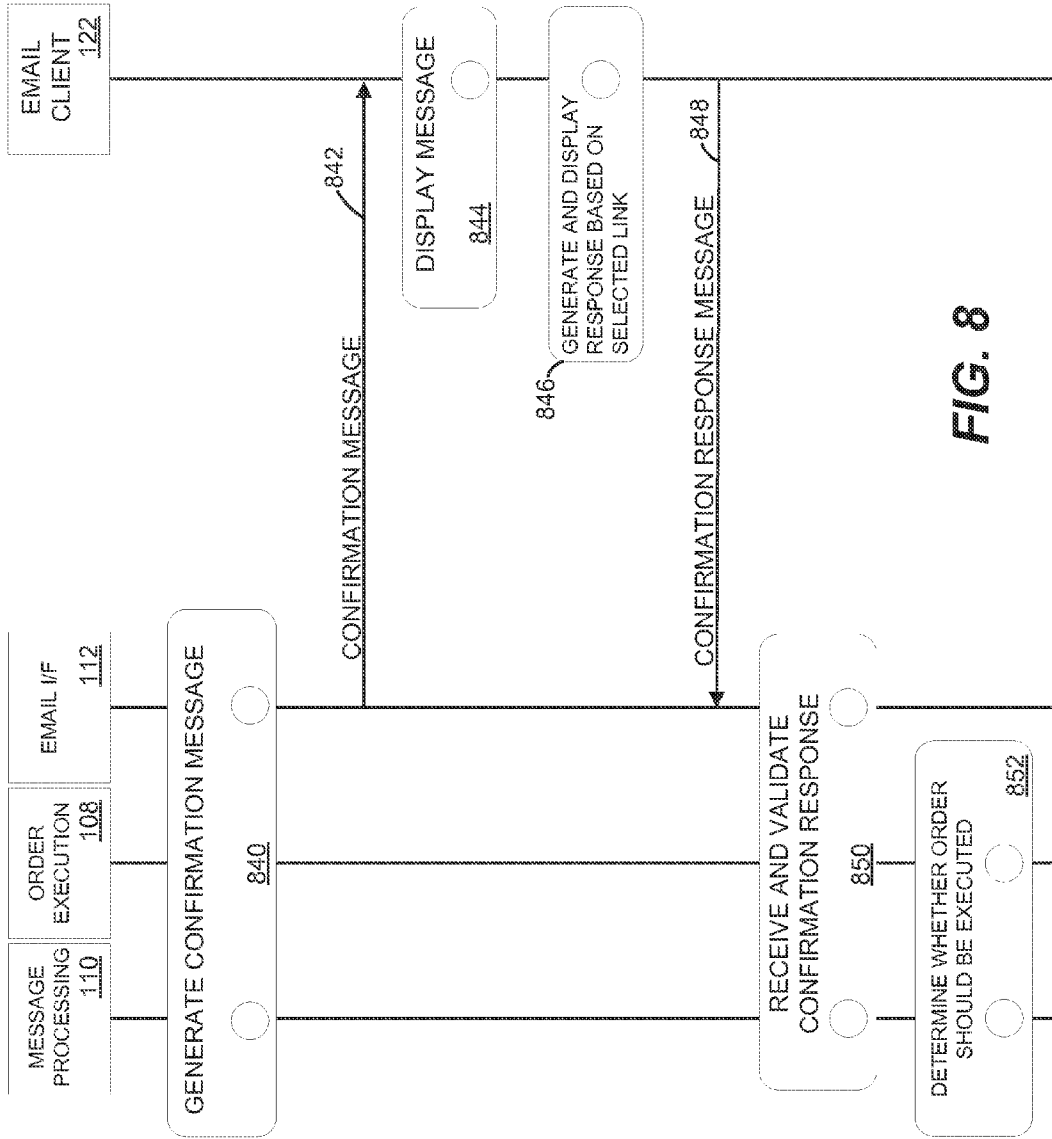 MESSAGE
PROCESSING
110
ORDER
EXECUTION
108
EMAIL I/F
112
EMAIL
CLIENT
122
GENERATE CONFIRMATION MESSAGE
840
CONFIRMATION MESSAGE
842
DISPLAY MESSAGE
844
846
GENERATE AND DISPLAY
RESPONSE BASED ON
SELECTED LINK
CONFIRMATION RESPONSE MESSAGE
848
RECEIVE AND VALIDATE
CONFIRMATION RESPONSE
850
DETERMINE WHETHER ORDER
SHOULD BE EXECUTED
852
FIG. 8